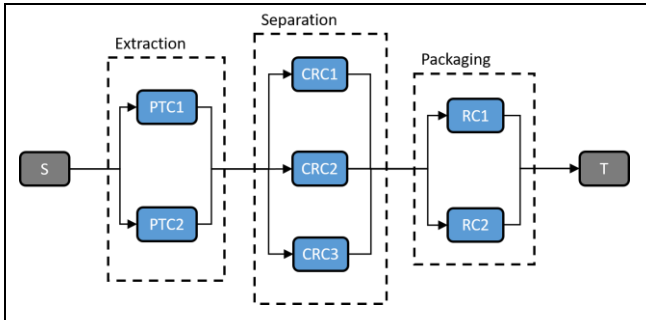 Separation
Extraction
Packaging
CRC1
PTC1
RC1
S
CRC2
T
PTC2
RC2
CRC3